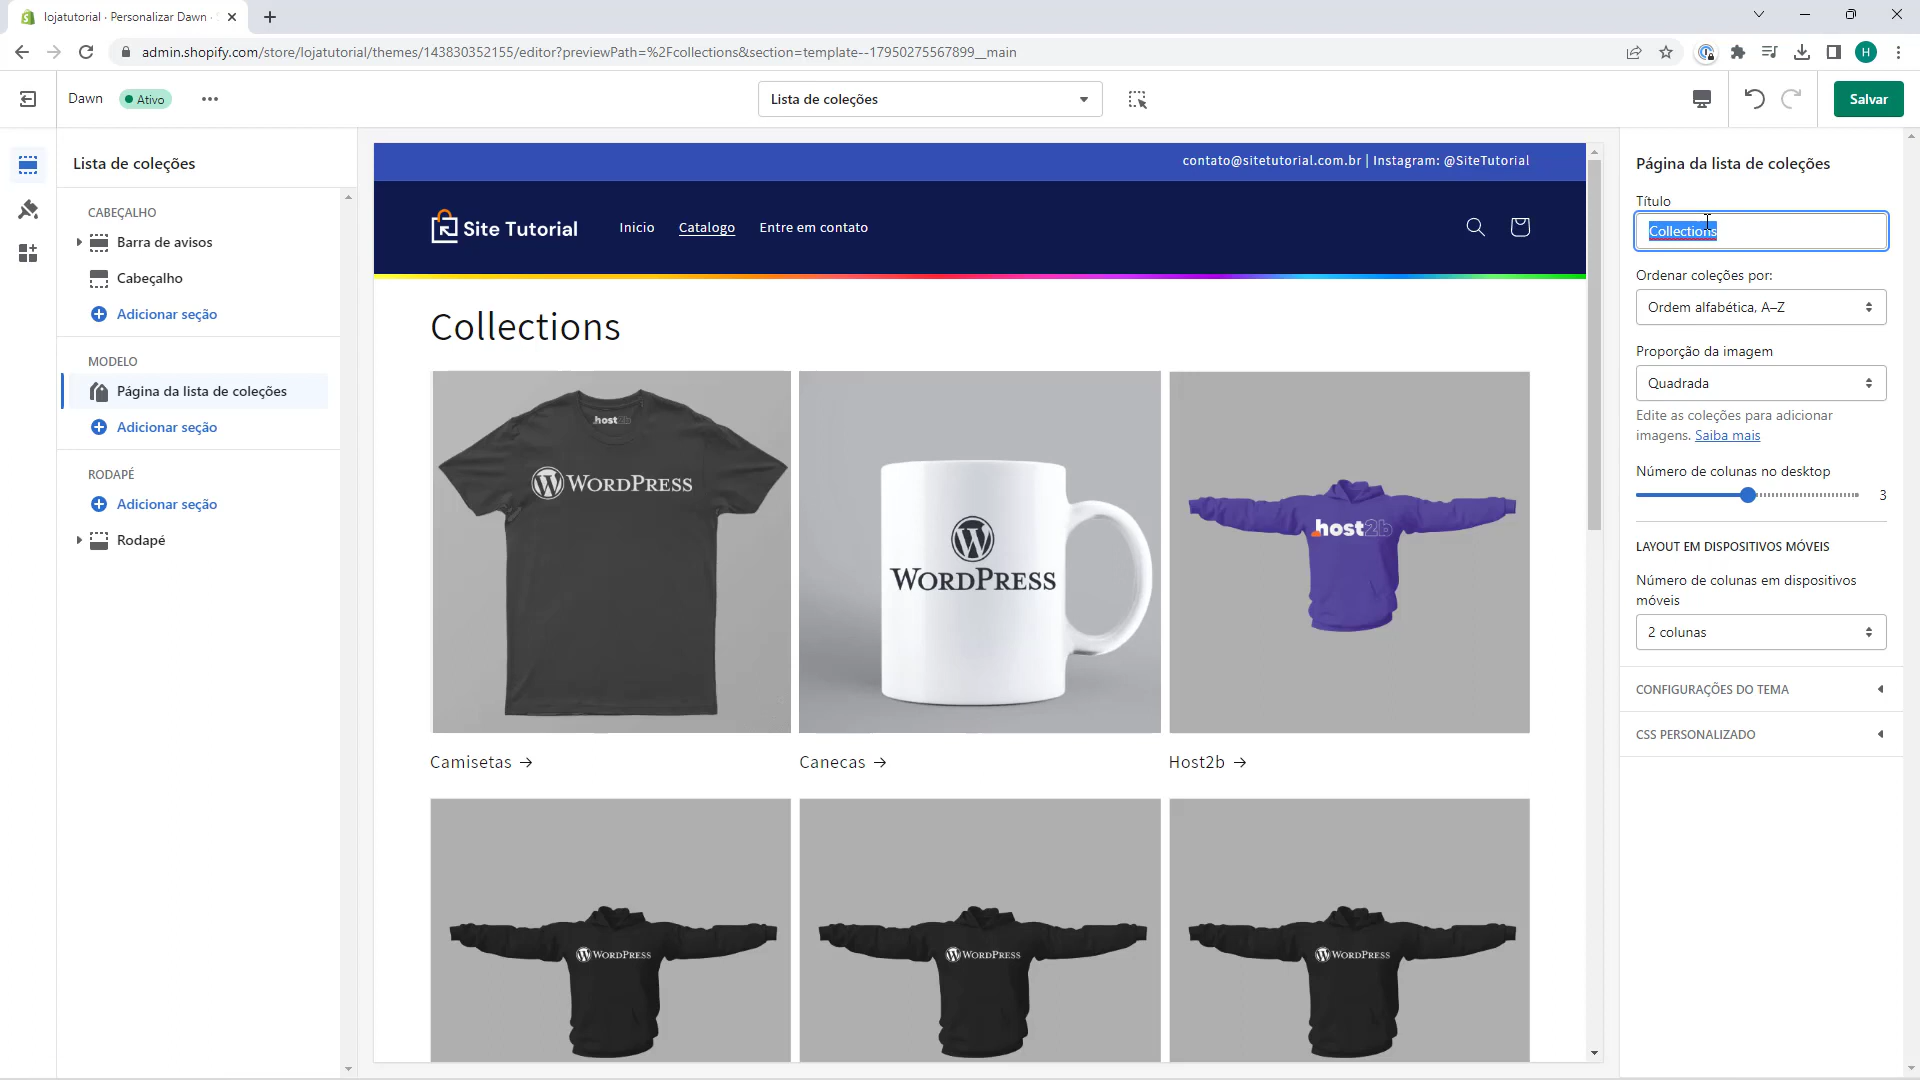 lojatutorial · Personalizar Dawn ·
admin.shopify.com/store/lojatutorial/themes/143830352155/editor?previewPath=%2Fcollections&section=template--17950275567899__main
H
Dawn
Ativo
Lista de coleções
Salvar
Lista de coleções
CABEÇALHO
Barra de avisos
Cabeçalho
Adicionar seção
MODELO
Página da lista de coleções
Adicionar seção
RODAPÉ
Adicionar seção
Rodapé
contato@sitetutorial.com.br | Instagram: @SiteTutorial
Site Tutorial
Inicio
Catalogo
Entre em contato
Collections
.host2b
WORDPRESS
WORDPRESS
.host2b
Camisetas →
Canecas →
Host2b →
WORDPRESS
WORDPRESS
WORDPRESS
Página da lista de coleções
Título
Collections
Ordenar coleções por:
Ordem alfabética, A–Z
Proporção da imagem
Quadrada
Edite as coleções para adicionar
imagens. Saiba mais
Número de colunas no desktop
3
LAYOUT EM DISPOSITIVOS MÓVEIS
Número de colunas em dispositivos
móveis
2 colunas
CONFIGURAÇÕES DO TEMA
CSS PERSONALIZADO